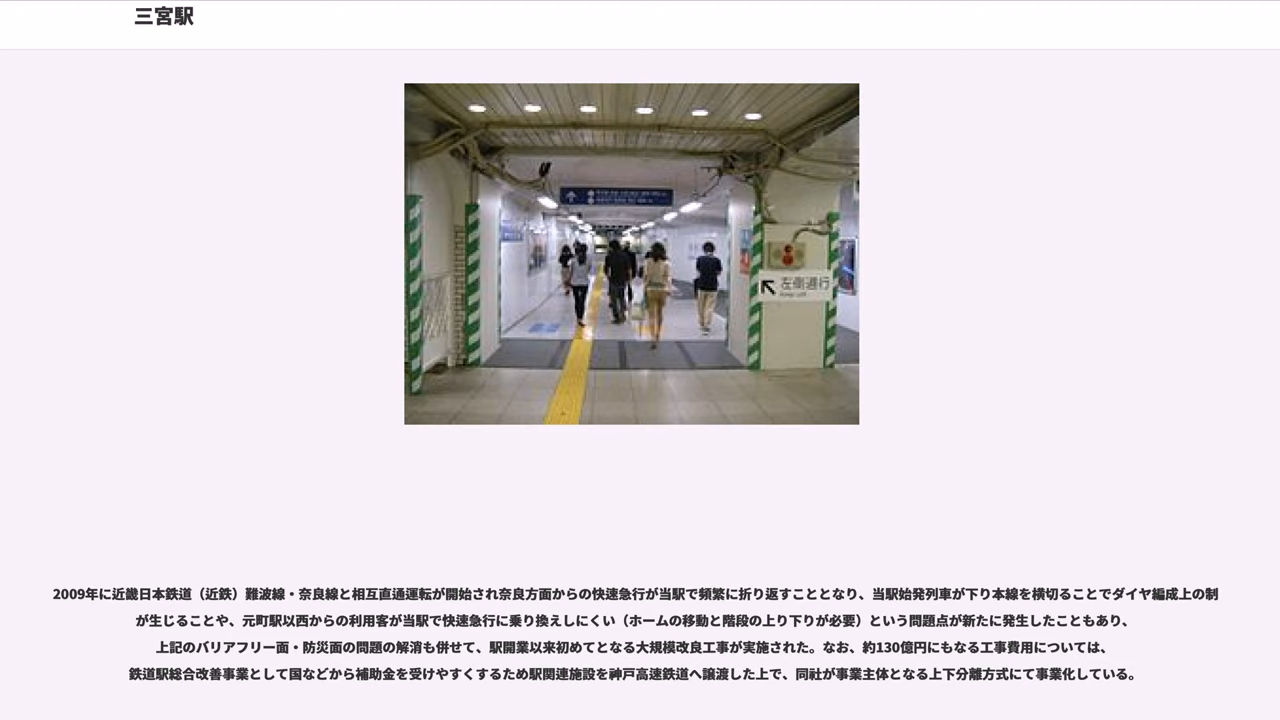 三宮駅
左側通行
2009年に近畿日本鉄道（近鉄）難波線・奈良線と相互直通運転が開始され奈良方面からの快速急行が当駅で頻繁に折り返すこととなり、当駅始発列車が下り本線を横切ることでダイヤ編成上の制
が生じることや、元町駅以西からの利用客が当駅で快速急行に乗り換えしにくい（ホームの移動と階段の上り下りが必要）という問題点が新たに発生したこともあり、
上記のバリアフリー面・防災面の問題の解消も併せて、駅開業以来初めてとなる大規模改良工事が実施された。なお、約130億円にもなる工事費用については、
鉄道駅総合改善事業として国などから補助金を受けやすくするため駅関連施設を神戸高速鉄道へ譲渡した上で、同社が事業主体となる上下分離方式にて事業化している。